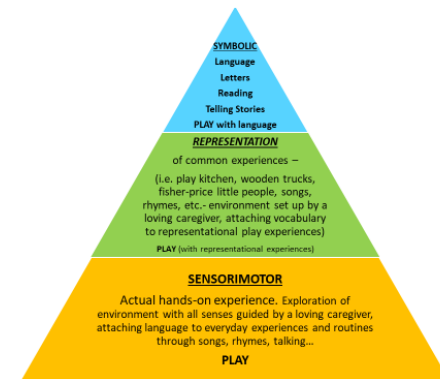 SYMBOLIC
Language
Letters
Reading
Telling Stories
PLAY with language
REPRESENTATION
of common experiences –
(i.e. play kitchen, wooden trucks,
fisher-price little people, songs,
rhymes, etc.- environment set up by a
loving caregiver, attaching vocabulary
to representational play experiences)
PLAY (with representational experiences)
SENSORIMOTOR
Actual hands-on experience. Exploration of
environment with all senses guided by a loving caregiver,
attaching language to everyday experiences and routines
through songs, rhymes, talking…
PLAY